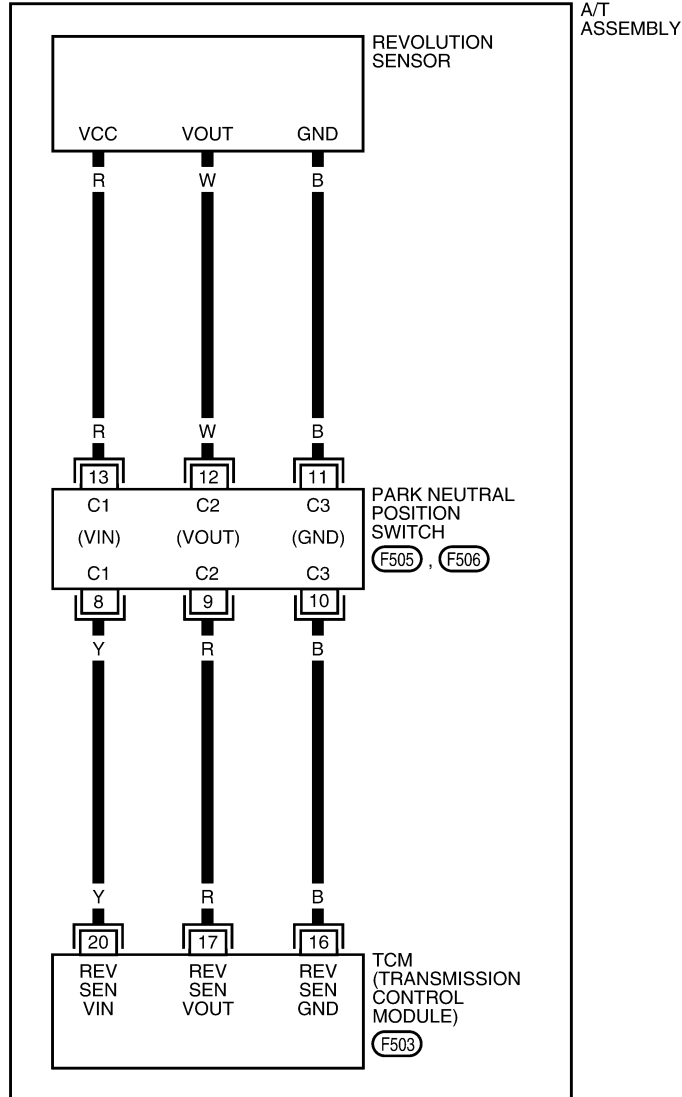 A/T
ASSEMBLY
REVOLUTION
SENSOR
VCC VOUT GND
R W B
R W B
13 12 11
C1 C2 C3
(VIN) (VOUT) (GND)
C1 C2 C3
8 9 10
PARK NEUTRAL
POSITION
SWITCH
F505 , F506
Y R B
Y R B
20 17 16
REV REV REV
SEN SEN SEN
VIN VOUT GND
TCM
(TRANSMISSION
CONTROL
MODULE)
F503